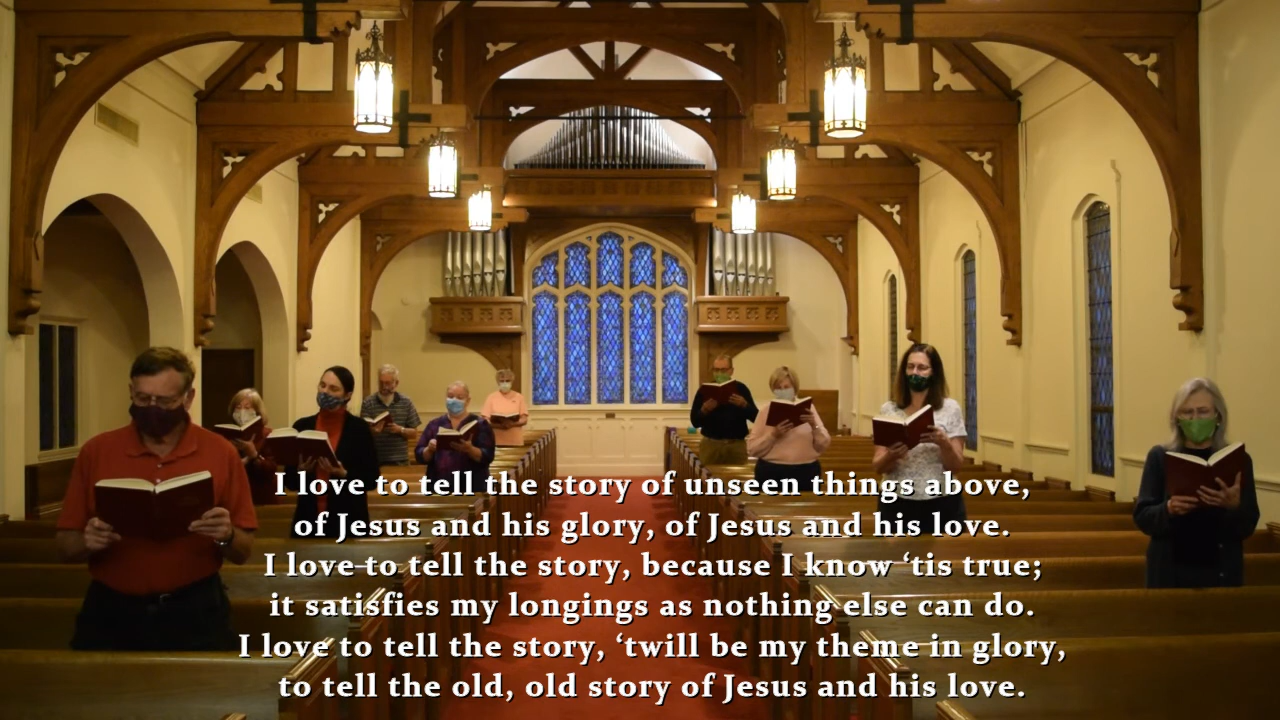 I love to tell the story of unseen things above,
of Jesus and his glory, of Jesus and his love.
I love to tell the story, because I know ‘tis true;
it satisfies my longings as nothing else can do.
I love to tell the story, ‘twill be my theme in glory,
to tell the old, old story of Jesus and his love.